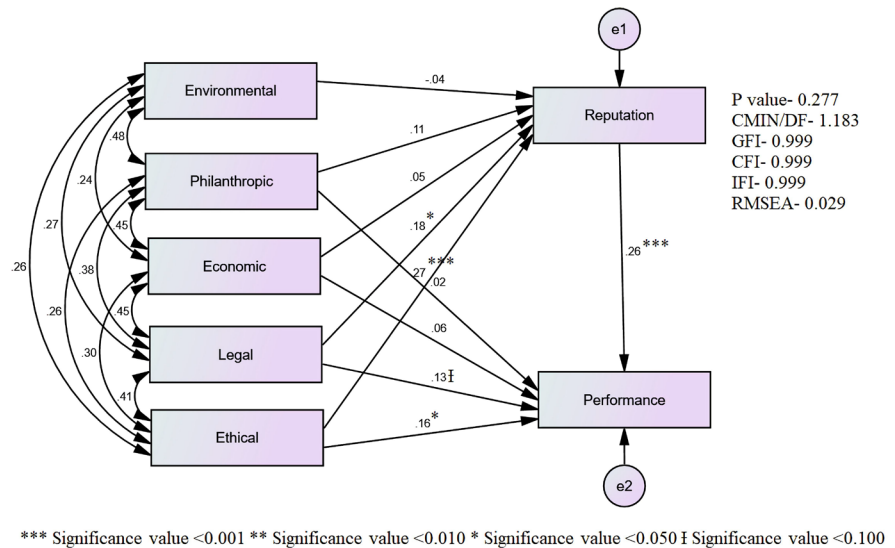 e1
Environmental
-.04
Reputation
P value- 0.277
CMIN/DF- 1.183
GFI- 0.999
CFI- 0.999
IFI- 0.999
RMSEA- 0.029
.48
.11
Philanthropic
.24
.05
.45
.18*
.27
Economic
.26***
.27***
.02
.26
.38
.45
.26
.06
.30
Legal
.13Ɨ
.41
Performance
Ethical
.16*
e2
*** Significance value <0.001 ** Significance value <0.010 * Significance value <0.050 Ɨ Significance value <0.100